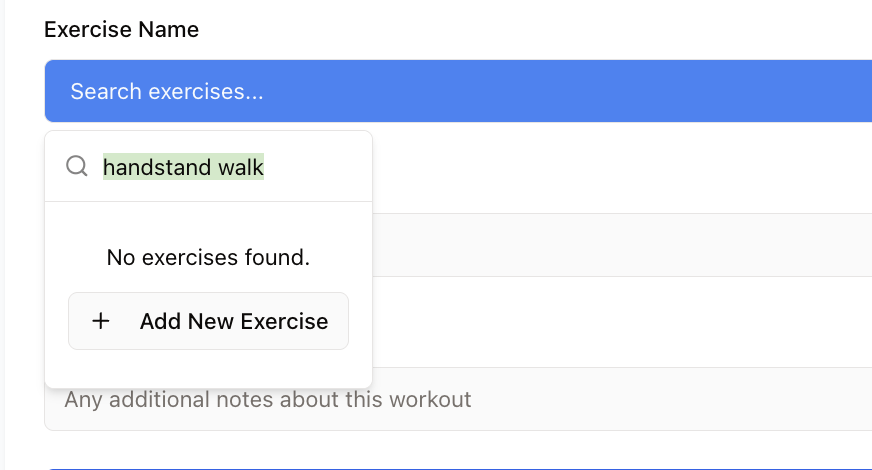 Exercise Name
Search exercises...
handstand walk
No exercises found.
Add New Exercise
Any additional notes about this workout